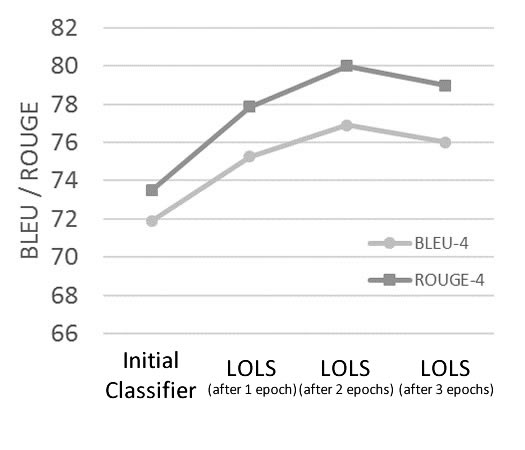 82
80
78
76
74
72
70
68
66
BLEU / ROUGE
BLEU-4
ROUGE-4
Initial
Classifier
LOLS
(after 1 epoch)
LOLS
(after 2 epochs)
LOLS
(after 3 epochs)